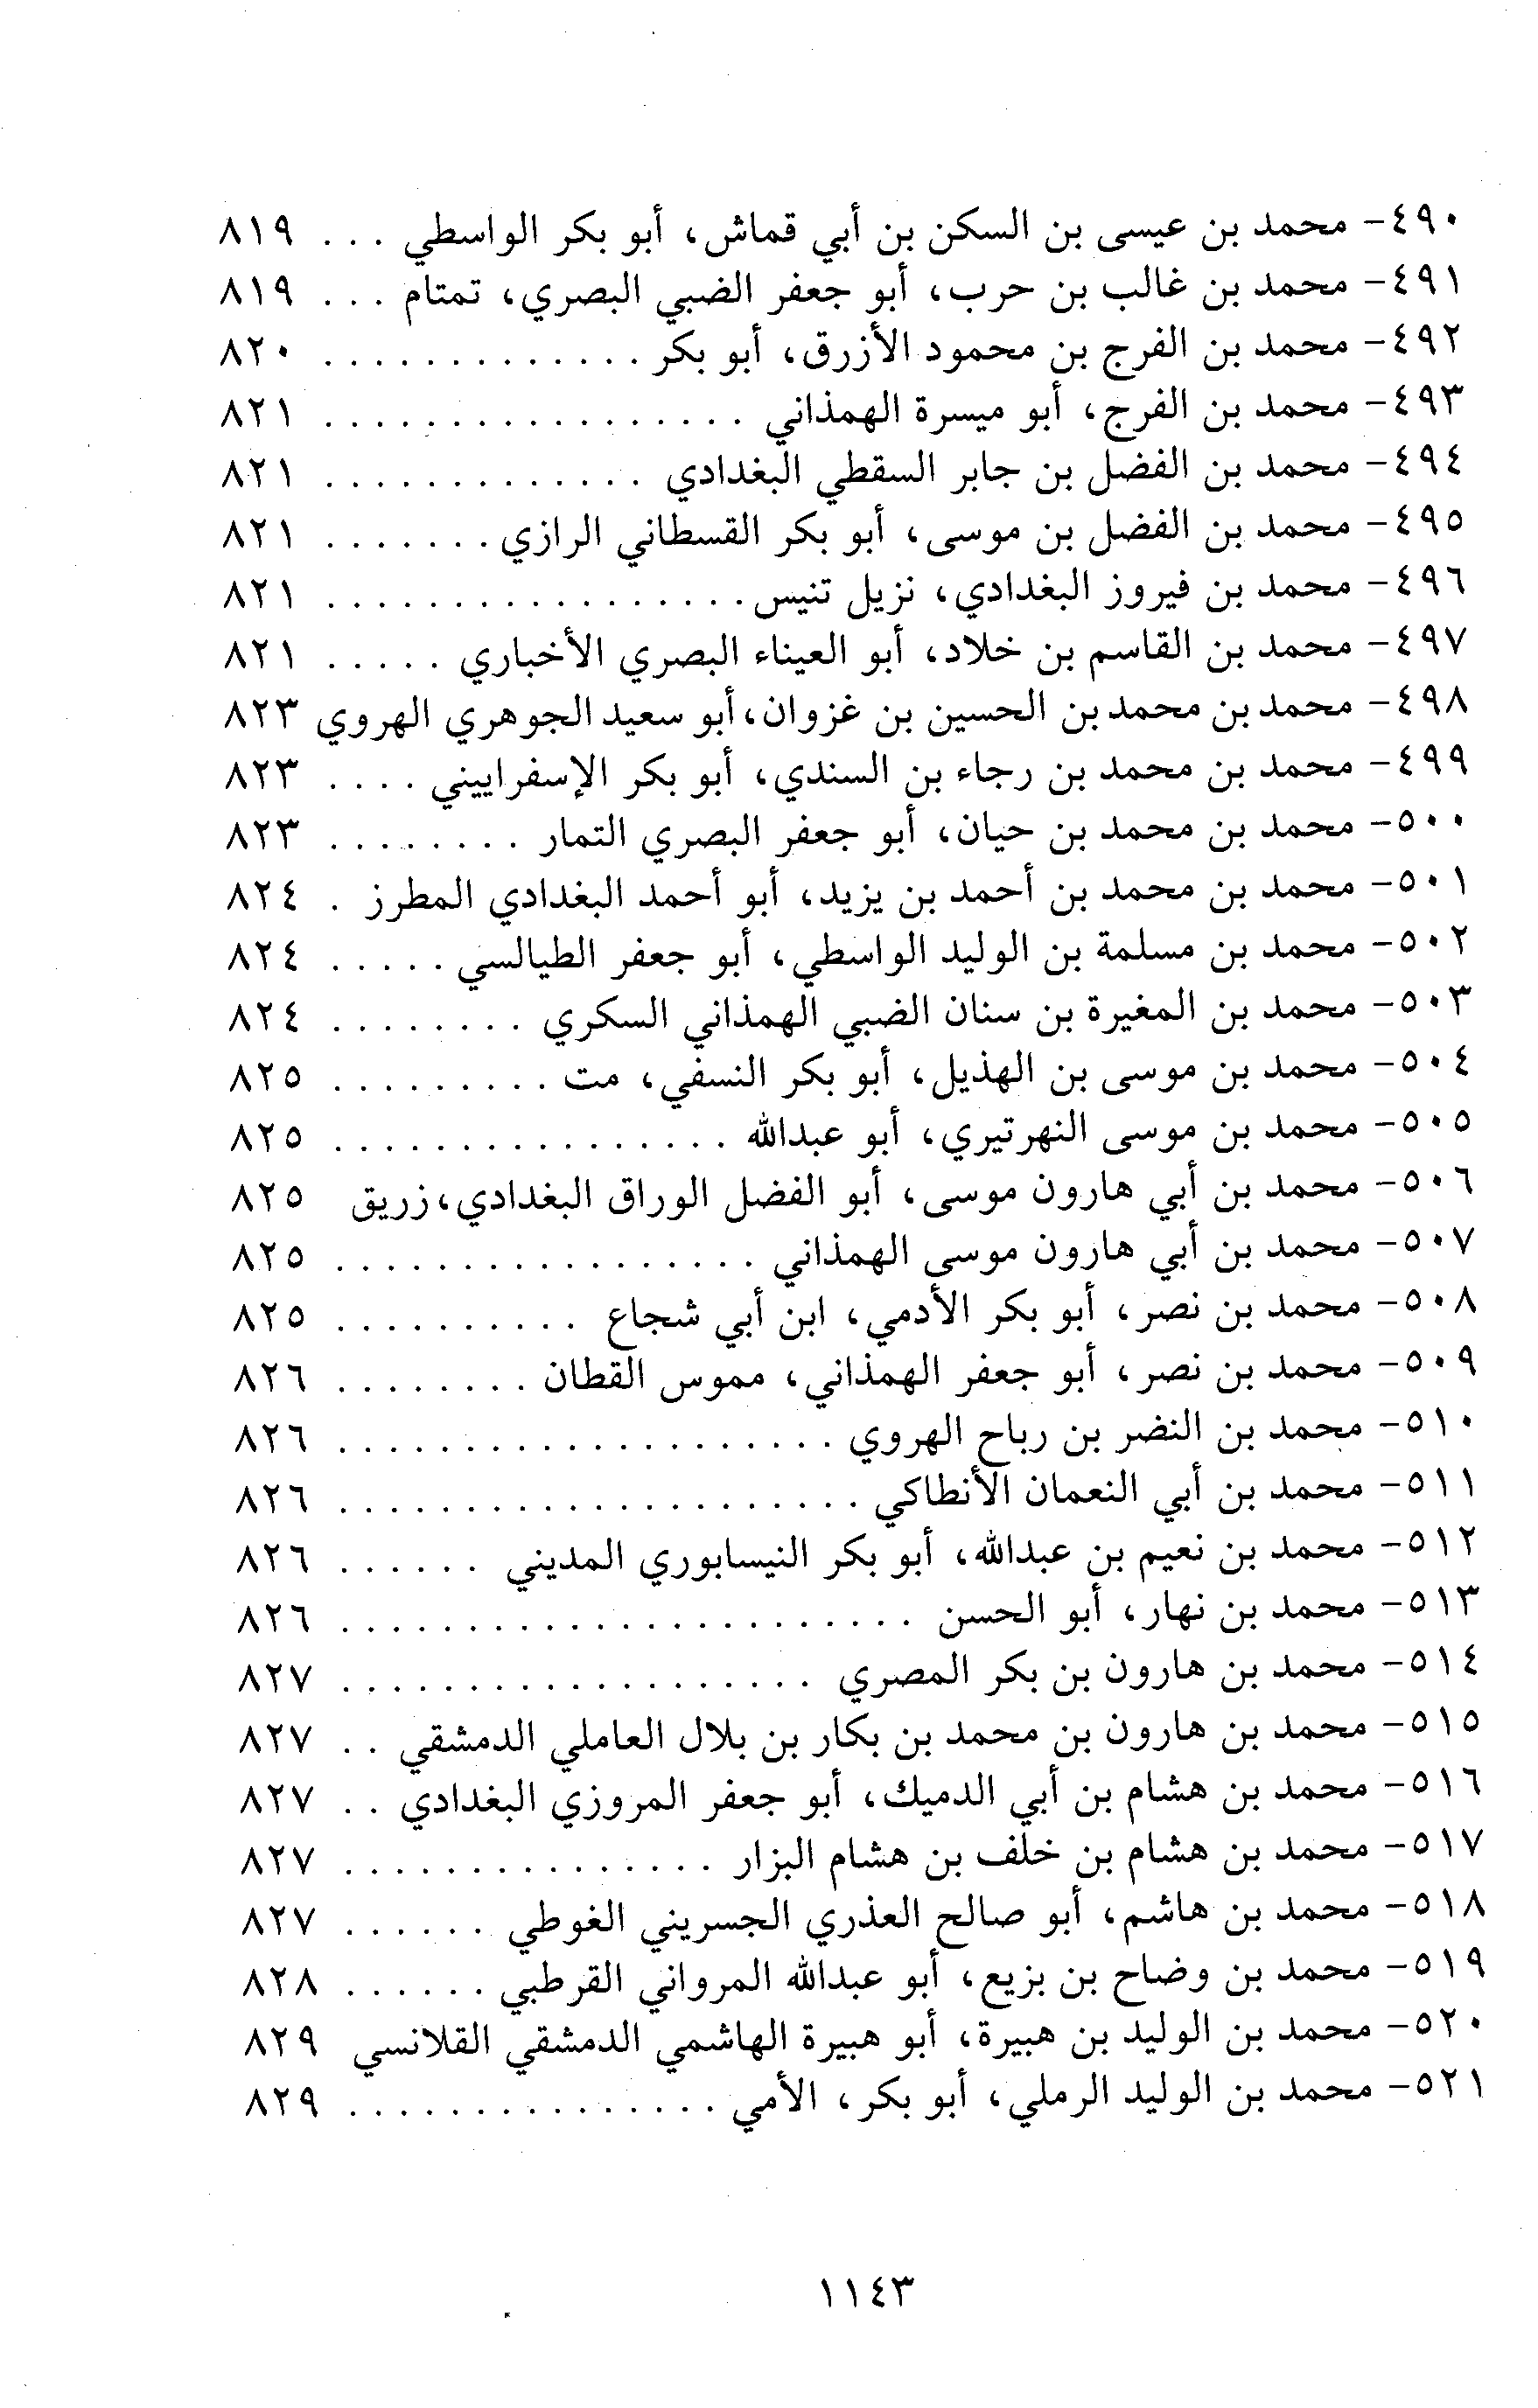 ٤٩٠- محمد بن عيسى بن السكن بن أبي قماش، أبو بكر الواسطي . . . ٨١٩
٤٩١- محمد بن غالب بن حرب، أبو جعفر الضبي البصري، تمتام . . . ٨١٩
٤٩٢- محمد بن الفرج بن محمود الأزرق، أبو بكر . . . . . . . . . . . . . ٨٢٠
٤٩٣- محمد بن الفرج، أبو ميسرة الهمذاني . . . . . . . . . . . . . . . . . ٨٢١
٤٩٤- محمد بن الفضل بن جابر السقطي البغدادي . . . . . . . . . . . . . ٨٢١
٤٩٥- محمد بن الفضل بن موسى، أبو بكر القسطاني الرازي . . . . . . . ٨٢١
٤٩٦- محمد بن فيروز البغدادي، نزيل تنيس . . . . . . . . . . . . . . . . . ٨٢١
٤٩٧- محمد بن القاسم بن خلاد، أبو العيناء البصري الأخباري . . . . . ٨٢١
٤٩٨- محمد بن محمد بن الحسين بن غزوان، أبو سعيد الجوهري الهروي ٨٢٣
٤٩٩- محمد بن محمد بن رجاء بن السندي، أبو بكر الإسفراييني . . . . ٨٢٣
٥٠٠- محمد بن محمد بن حيان، أبو جعفر البصري التمار . . . . . . . . ٨٢٣
٥٠١- محمد بن محمد بن أحمد بن يزيد، أبو أحمد البغدادي المطرز . ٨٢٤
٥٠٢- محمد بن مسلمة بن الوليد الواسطي، أبو جعفر الطيالسي . . . . . ٨٢٤
٥٠٣- محمد بن المغيرة بن سنان الضبي الهمذاني السكري . . . . . . . . ٨٢٤
٥٠٤- محمد بن موسى بن الهذيل، أبو بكر النسفي، مت . . . . . . . . . ٨٢٥
٥٠٥- محمد بن موسى النهرتيري، أبو عبدالله . . . . . . . . . . . . . . . . ٨٢٥
٥٠٦- محمد بن أبي هارون موسى، أبو الفضل الوراق البغدادي، زريق ٨٢٥
٥٠٧- محمد بن أبي هارون موسى الهمذاني . . . . . . . . . . . . . . . . . ٨٢٥
٥٠٨- محمد بن نصر، أبو بكر الأدمي، ابن أبي شجاع . . . . . . . . . . ٨٢٥
٥٠٩- محمد بن نصر، أبو جعفر الهمذاني، مموس القطان . . . . . . . . ٨٢٦
٥١٠- محمد بن النضر بن رباح الهروي . . . . . . . . . . . . . . . . . . . . ٨٢٦
٥١١- محمد بن أبي النعمان الأنطاكي . . . . . . . . . . . . . . . . . . . . . ٨٢٦
٥١٢- محمد بن نعيم بن عبدالله، أبو بكر النيسابوري المديني . . . . . . ٨٢٦
٥١٣- محمد بن نهار، أبو الحسن . . . . . . . . . . . . . . . . . . . . . . . ٨٢٦
٥١٤- محمد بن هارون بن بكر المصري . . . . . . . . . . . . . . . . . . . ٨٢٧
٥١٥- محمد بن هارون بن محمد بن بكار بن بلال العاملي الدمشقي . . ٨٢٧
٥١٦- محمد بن هشام بن أبي الدميك، أبو جعفر المروزي البغدادي . . ٨٢٧
٥١٧- محمد بن هشام بن خلف بن هشام البزار . . . . . . . . . . . . . . . ٨٢٧
٥١٨- محمد بن هاشم، أبو صالح العذري الجسريني الغوطي . . . . . . ٨٢٧
٥١٩- محمد بن وضاح بن بزيع، أبو عبدالله المرواني القرطبي . . . . . . ٨٢٨
٥٢٠- محمد بن الوليد بن هبيرة، أبو هبيرة الهاشمي الدمشقي القلانسي ٨٢٩
٥٢١- محمد بن الوليد الرملي، أبو بكر، الأمي . . . . . . . . . . . . . . . ٨٢٩
١١٤٣